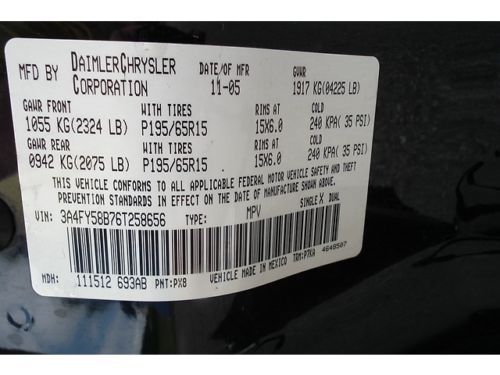 MFD BY DAIMLERCHRYSLER CORPORATION DATE/OF MFR 11-05 GVWR 1917 KG(04225 LB)
GAWR FRONT WITH TIRES RIMS AT COLD
1055 KG(2324 LB) P195/65R15 15X6.0 240 KPA( 35 PSI)
GAWR REAR WITH TIRES RIMS AT COLD
0942 KG(2075 LB) P195/65R15 15X6.0 240 KPA( 35 PSI)
THIS VEHICLE CONFORMS TO ALL APPLICABLE FEDERAL MOTOR VEHICLE SAFETY AND THEFT
PREVENTION STANDARDS IN EFFECT ON THE DATE OF MANUFACTURE SHOWN ABOVE.
VIN: 3A4FY58B76T258656 TYPE: MPV SINGLE X DUAL
MDH: 111512 693AB PNT:PX8 VEHICLE MADE IN MEXICO TRM:P7KA 4648507